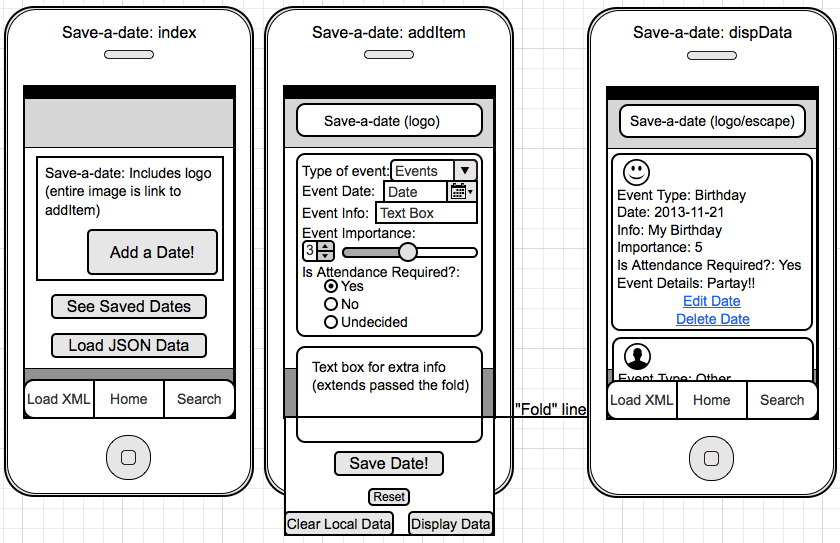 Save-a-date: index
Save-a-date: Includes logo
(entire image is link to
addItem)
Add a Date!
See Saved Dates
Load JSON Data
Load XML
Home
Search
Save-a-date: addItem
Save-a-date (logo)
Type of event: Events
Event Date: Date
Event Info: Text Box
Event Importance:
3
Is Attendance Required?:
Yes
No
Undecided
Text box for extra info
(extends passed the fold)
"Fold" line
Save Date!
Reset
Clear Local Data
Display Data
Save-a-date: dispData
Save-a-date (logo/escape)
Event Type: Birthday
Date: 2013-11-21
Info: My Birthday
Importance: 5
Is Attendance Required?: Yes
Event Details: Partay!!
Edit Date
Delete Date
Event Type: Other
Load XML
Home
Search